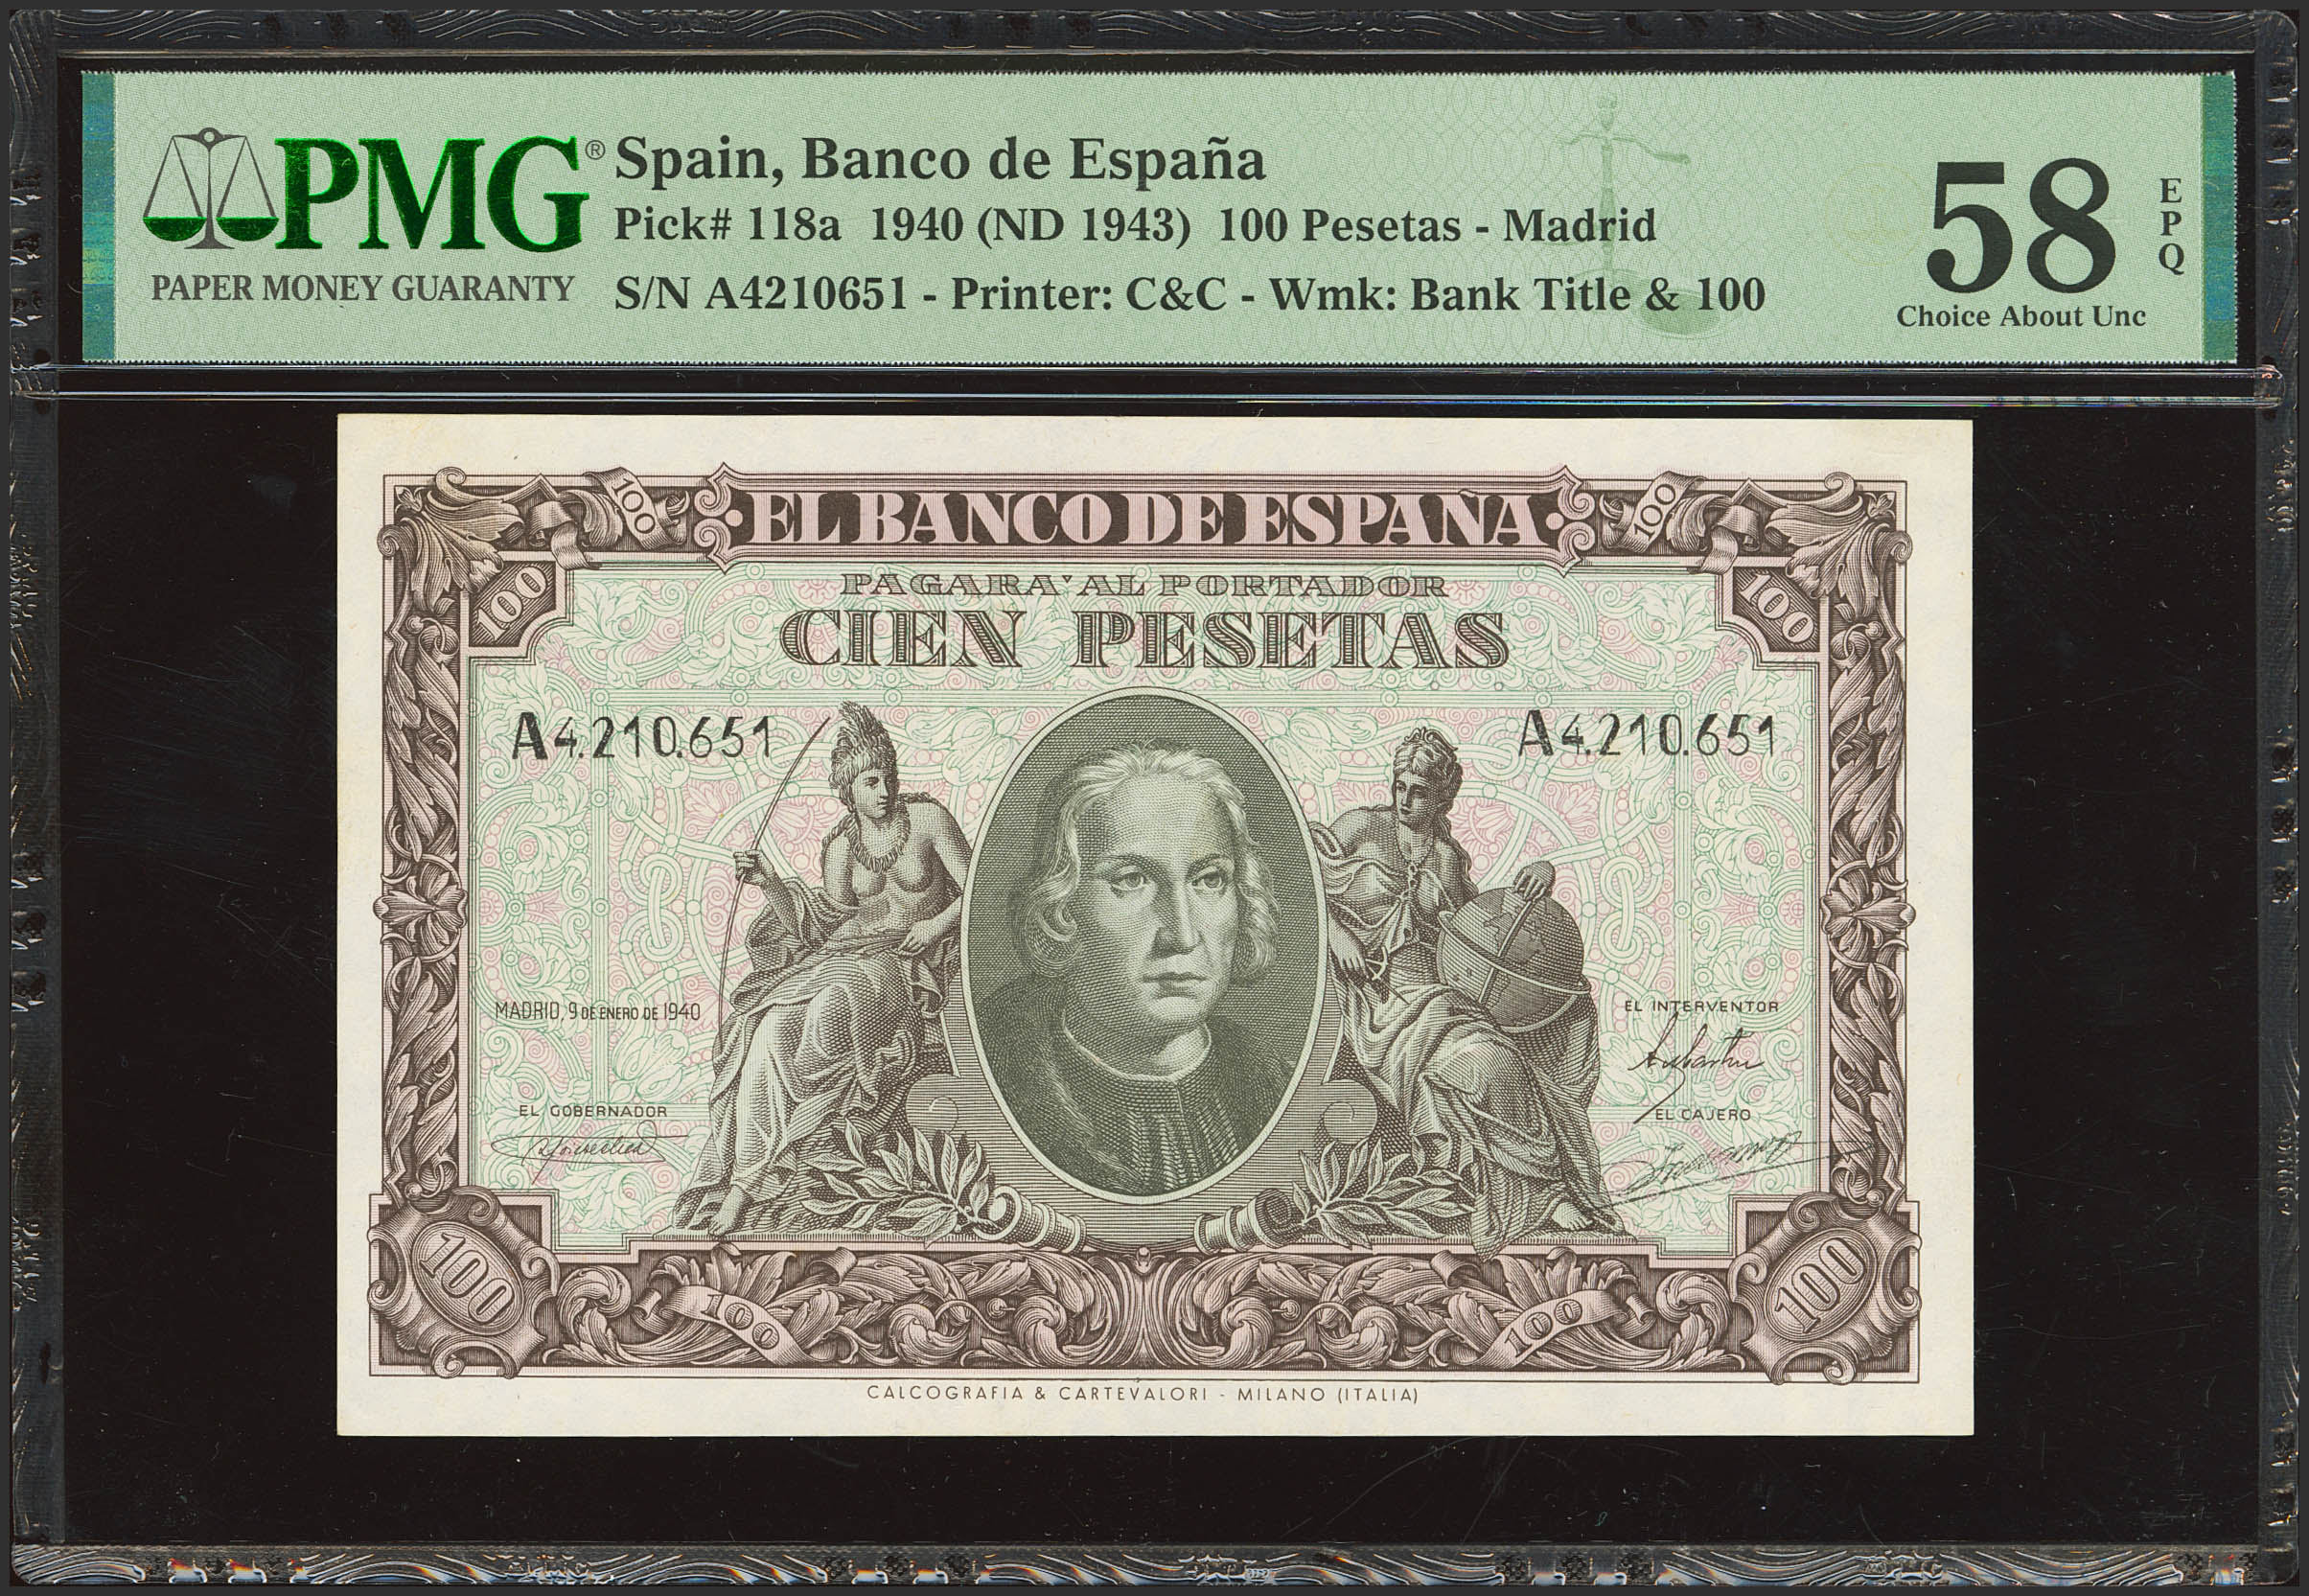 PMG®
PAPER MONEY GUARANTY
Spain, Banco de España
Pick# 118a 1940 (ND 1943) 100 Pesetas - Madrid
S/N A4210651 - Printer: C&C - Wmk: Bank Title & 100
58
EPQ
Choice About Unc
100
100
EL BANCO DE ESPAÑA
100
100
PAGARA' AL PORTADOR
CIEN PESETAS
A4.210.651
A4.210.651
MADRID, 9 DE ENERO DE 1940
EL INTERVENTOR
EL GOBERNADOR
EL CAJERO
100
100
100
100
CALCOGRAFIA & CARTEVALORI - MILANO (ITALIA)